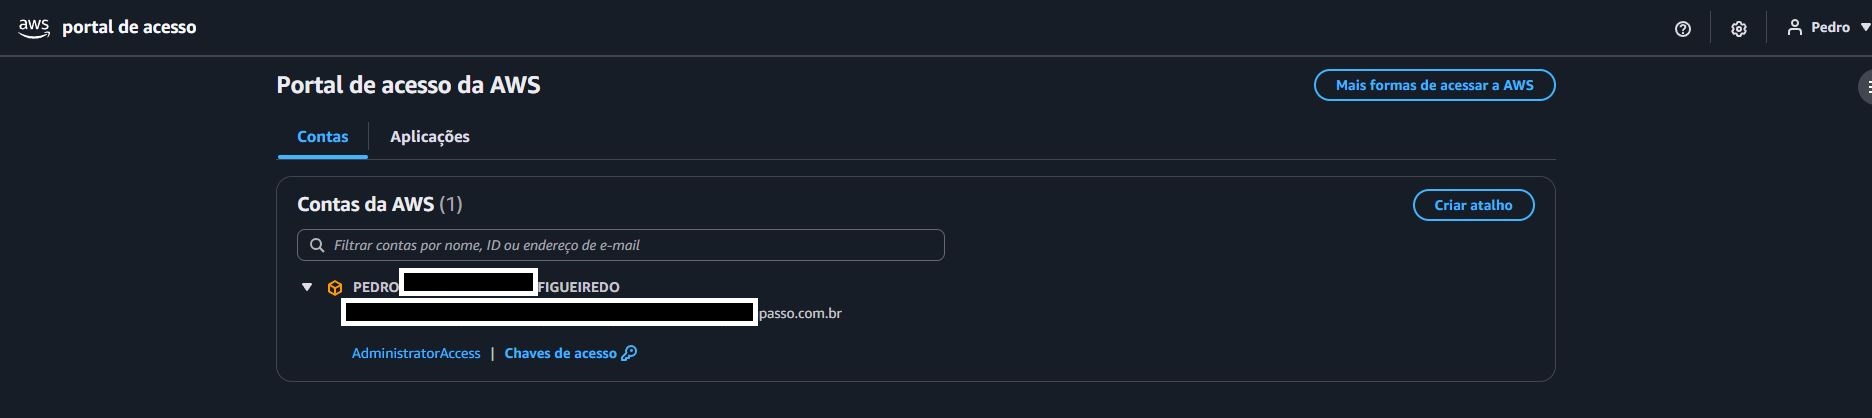 aws portal de acesso
Pedro
Portal de acesso da AWS
Mais formas de acessar a AWS
Contas
Aplicações
Contas da AWS (1)
Criar atalho
Filtrar contas por nome, ID ou endereço de e-mail
PEDRO FIGUEIREDO
passo.com.br
AdministratorAccess | Chaves de acesso